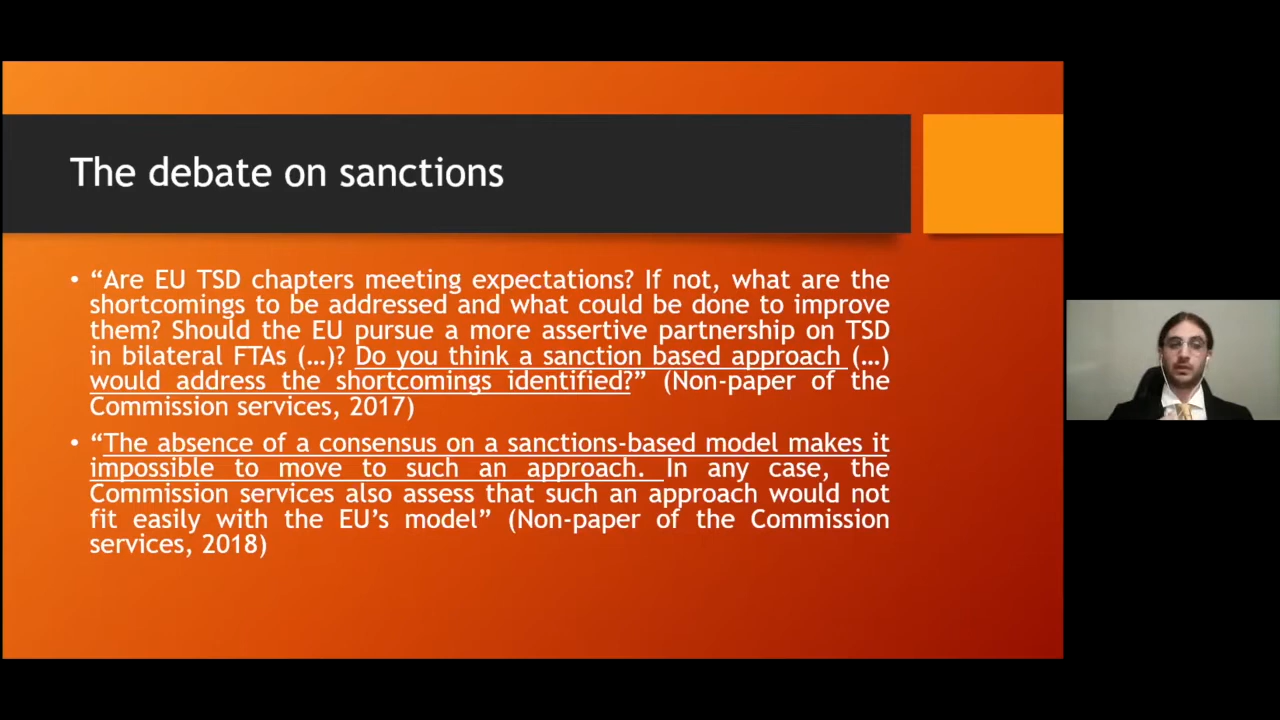 The debate on sanctions
• “Are EU TSD chapters meeting expectations? If not, what are the
shortcomings to be addressed and what could be done to improve
them? Should the EU pursue a more assertive partnership on TSD
in bilateral FTAs (…)? Do you think a sanction based approach (…)
would address the shortcomings identified?” (Non-paper of the
Commission services, 2017)
• “The absence of a consensus on a sanctions-based model makes it
impossible to move to such an approach. In any case, the
Commission services also assess that such an approach would not
fit easily with the EU’s model” (Non-paper of the Commission
services, 2018)